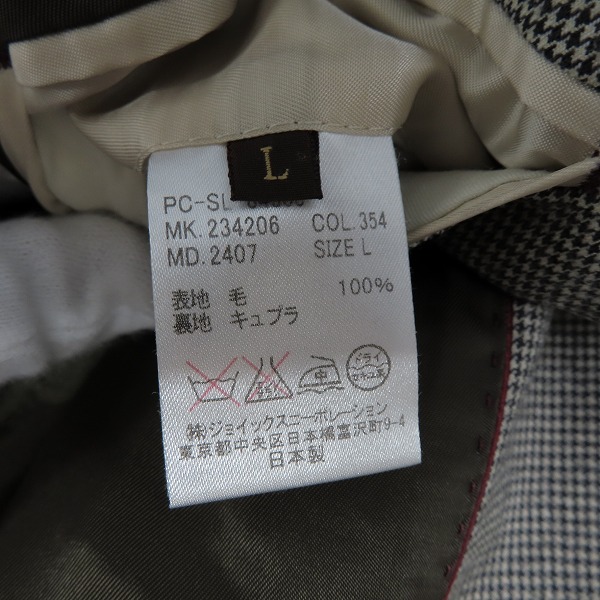 L
PC-SL
MK. 234206 COL. 354
MD. 2407 SIZE L
表地 毛 100%
裏地 キュプラ
中 ドライ
㈱ジョイックスコーポレーション
東京都中央区日本橋富沢町9-4
日本製